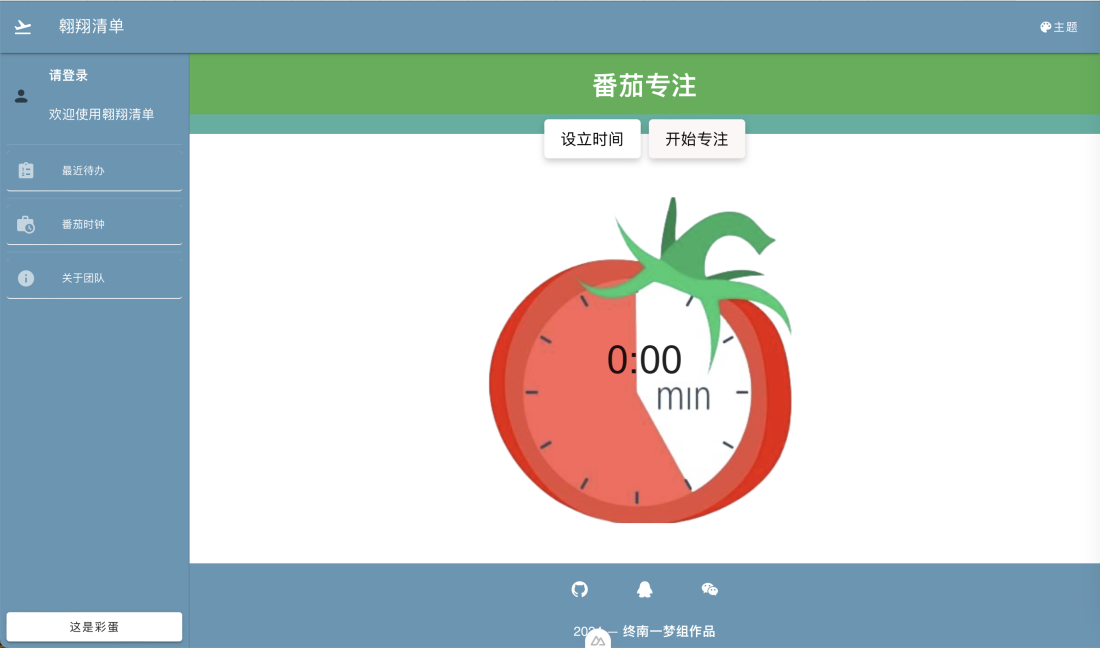 翱翔清单
主题
请登录
欢迎使用翱翔清单
最近待办
番茄时钟
关于团队
这是彩蛋
番茄专注
设立时间
开始专注
0:00
min
— 终南一梦组作品